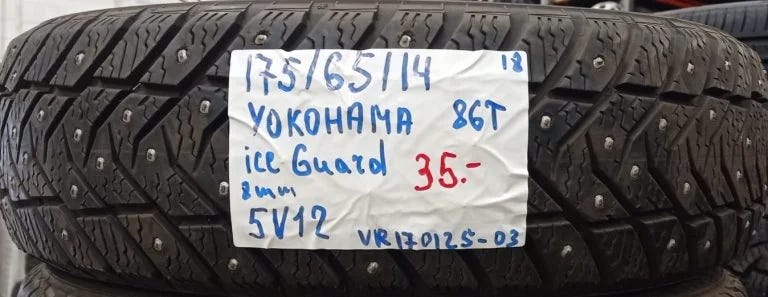 175/65/14 18
YOKOHAMA 86T
ice Guard 35.-
8mm
5V12 VR170125-03